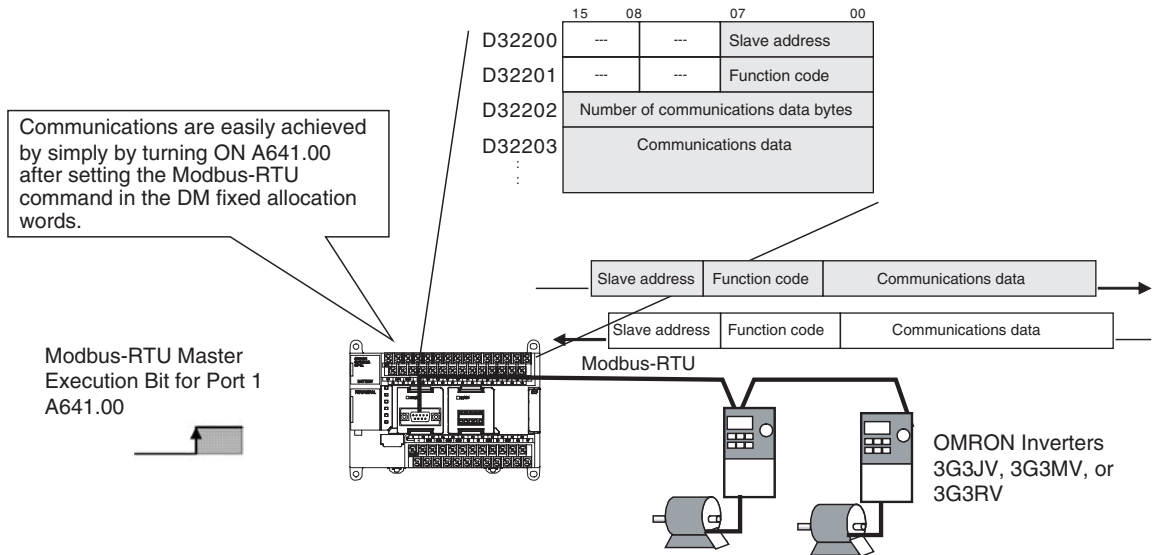 15 08 07 00
D32200 --- --- Slave address
D32201 --- --- Function code
D32202 Number of communications data bytes
D32203 Communications data
:
:
Communications are easily achieved
by simply by turning ON A641.00
after setting the Modbus-RTU
command in the DM fixed allocation
words.
Slave address Function code Communications data
Slave address Function code Communications data
Modbus-RTU
Modbus-RTU Master
Execution Bit for Port 1
A641.00
OMRON Inverters
3G3JV, 3G3MV, or
3G3RV